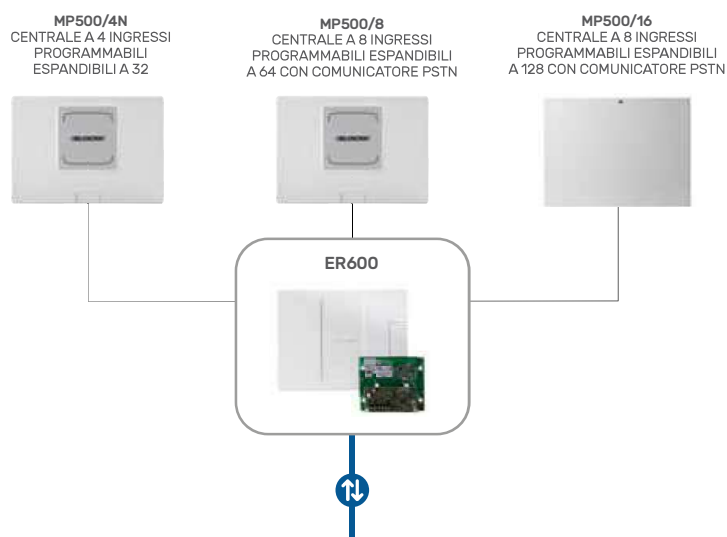 MP500/4N
CENTRALE A 4 INGRESSI
PROGRAMMABILI
ESPANDIBILI A 32
MP500/8
CENTRALE A 8 INGRESSI
PROGRAMMABILI ESPANDIBILI
A 64 CON COMUNICATORE PSTN
MP500/16
CENTRALE A 8 INGRESSI
PROGRAMMABILI ESPANDIBILI
A 128 CON COMUNICATORE PSTN
ER600